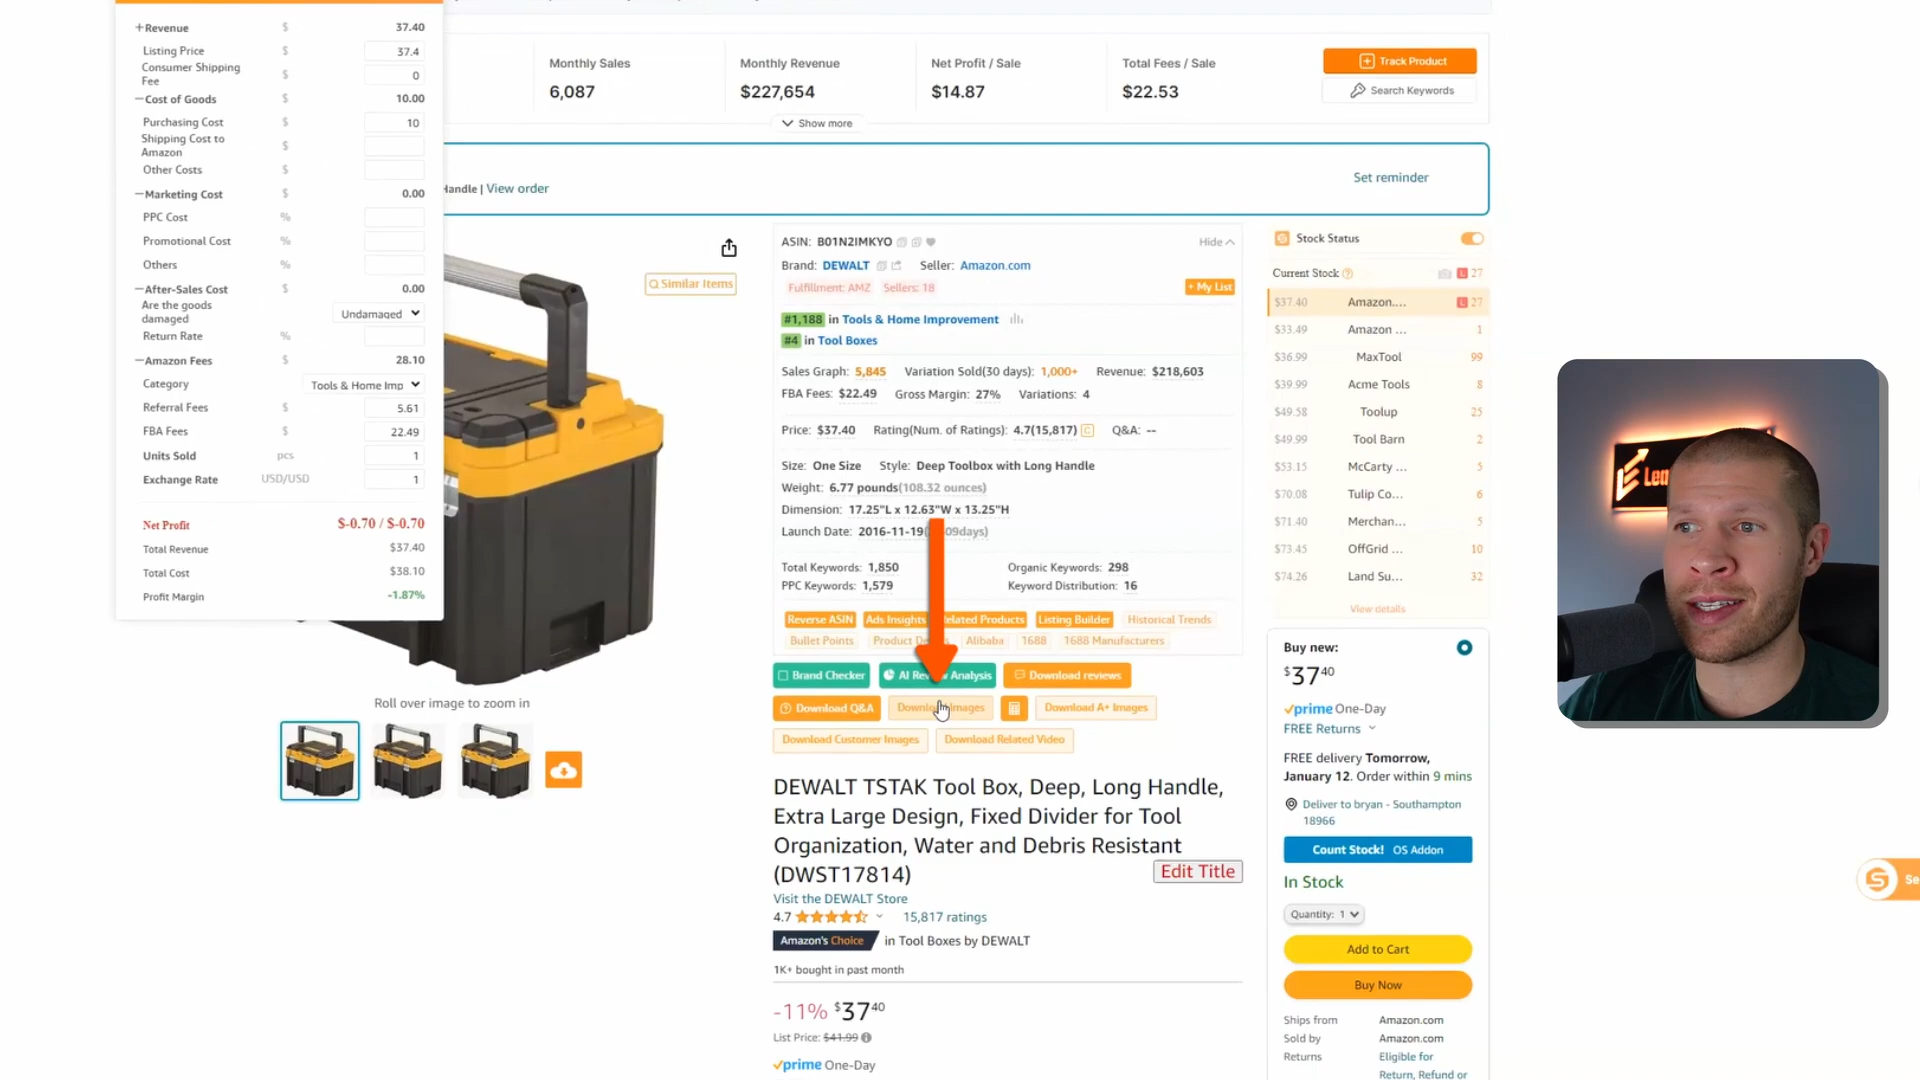 +Revenue $ 37.40
Listing Price $ 37.4
Consumer Shipping Fee $ 0
—Cost of Goods $ 10.00
Purchasing Cost $ 10
Shipping Cost to Amazon $
Other Costs $
—Marketing Cost $ 0.00
PPC Cost %
Promotional Cost %
Others %
—After-Sales Cost $ 0.00
Are the goods damaged Undamaged
Return Rate %
—Amazon Fees $ 28.10
Category Tools & Home Imp
Referral Fees $ 5.61
FBA Fees $ 22.49
Units Sold pcs 1
Exchange Rate USD/USD 1
Net Profit $-0.70 / $-0.70
Total Revenue $37.40
Total Cost $38.10
Profit Margin -1.87%
Monthly Sales
6,087
Monthly Revenue
$227,654
Net Profit / Sale
$14.87
Total Fees / Sale
$22.53
Track Product
Search Keywords
Show more
Handle | View order
Set reminder
Similar Items
ASIN: B01N2IMKYO
Hide
Brand: DEWALT Seller: Amazon.com
Fulfillment: AMZ Sellers: 18
+ My List
#1,188 in Tools & Home Improvement
#4 in Tool Boxes
Sales Graph: 5,845 Variation Sold(30 days): 1,000+ Revenue: $218,603
FBA Fees: $22.49 Gross Margin: 27% Variations: 4
Price: $37.40 Rating(Num. of Ratings): 4.7(15,817) C Q&A: --
Size: One Size Style: Deep Toolbox with Long Handle
Weight: 6.77 pounds(108.32 ounces)
Dimension: 17.25"L x 12.63"W x 13.25"H
Launch Date: 2016-11-19 09days)
Total Keywords: 1,850 Organic Keywords: 298
PPC Keywords: 1,579 Keyword Distribution: 16
Reverse ASIN Ads Insights Related Products Listing Builder Historical Trends
Bullet Points Product De Alibaba 1688 1688 Manufacturers
Brand Checker AI Review Analysis Download reviews
Download Q&A Download Images Download A+ Images
Download Customer Images Download Related Video
Roll over image to zoom in
DEWALT TSTAK Tool Box, Deep, Long Handle,
Extra Large Design, Fixed Divider for Tool
Organization, Water and Debris Resistant
(DWST17814)
Edit Title
Visit the DEWALT Store
4.7 15,817 ratings
Amazon's Choice in Tool Boxes by DEWALT
1K+ bought in past month
-11% $37.40
List Price: $41.99
prime One-Day
Stock Status
Current Stock L 27
$37.40 Amazon.... L 27
$33.49 Amazon ... 1
$36.99 MaxTool 99
$39.99 Acme Tools 8
$49.58 Toolup 25
$49.99 Tool Barn 2
$53.15 McCarty ... 5
$70.08 Tulip Co... 6
$71.40 Merchan... 5
$73.45 OffGrid ... 10
$74.26 Land Su... 32
View details
Buy new:
$37.40
prime One-Day
FREE Returns
FREE delivery Tomorrow,
January 12. Order within 9 mins
Deliver to bryan - Southampton
18966
Count Stock! OS Addon
In Stock
Quantity: 1
Add to Cart
Buy Now
Ships from Amazon.com
Sold by Amazon.com
Returns Eligible for
Return, Refund or
Lea
S Se